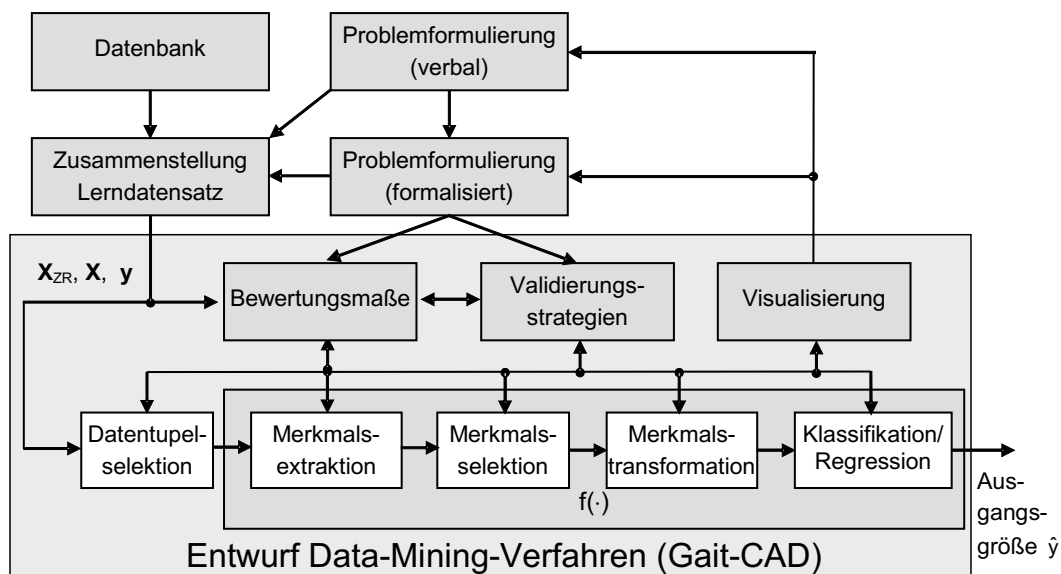 Datenbank
Problemformulierung
(verbal)
Zusammenstellung
Lerndatensatz
Problemformulierung
(formalisiert)
X_ZR, X, y
Bewertungsmaße
Validierungs-
strategien
Visualisierung
Datentupel-
selektion
Merkmals-
extraktion
Merkmals-
selektion
Merkmals-
transformation
Klassifikation/
Regression
f(·)
Aus-
gangs-
größe ŷ
Entwurf Data-Mining-Verfahren (Gait-CAD)